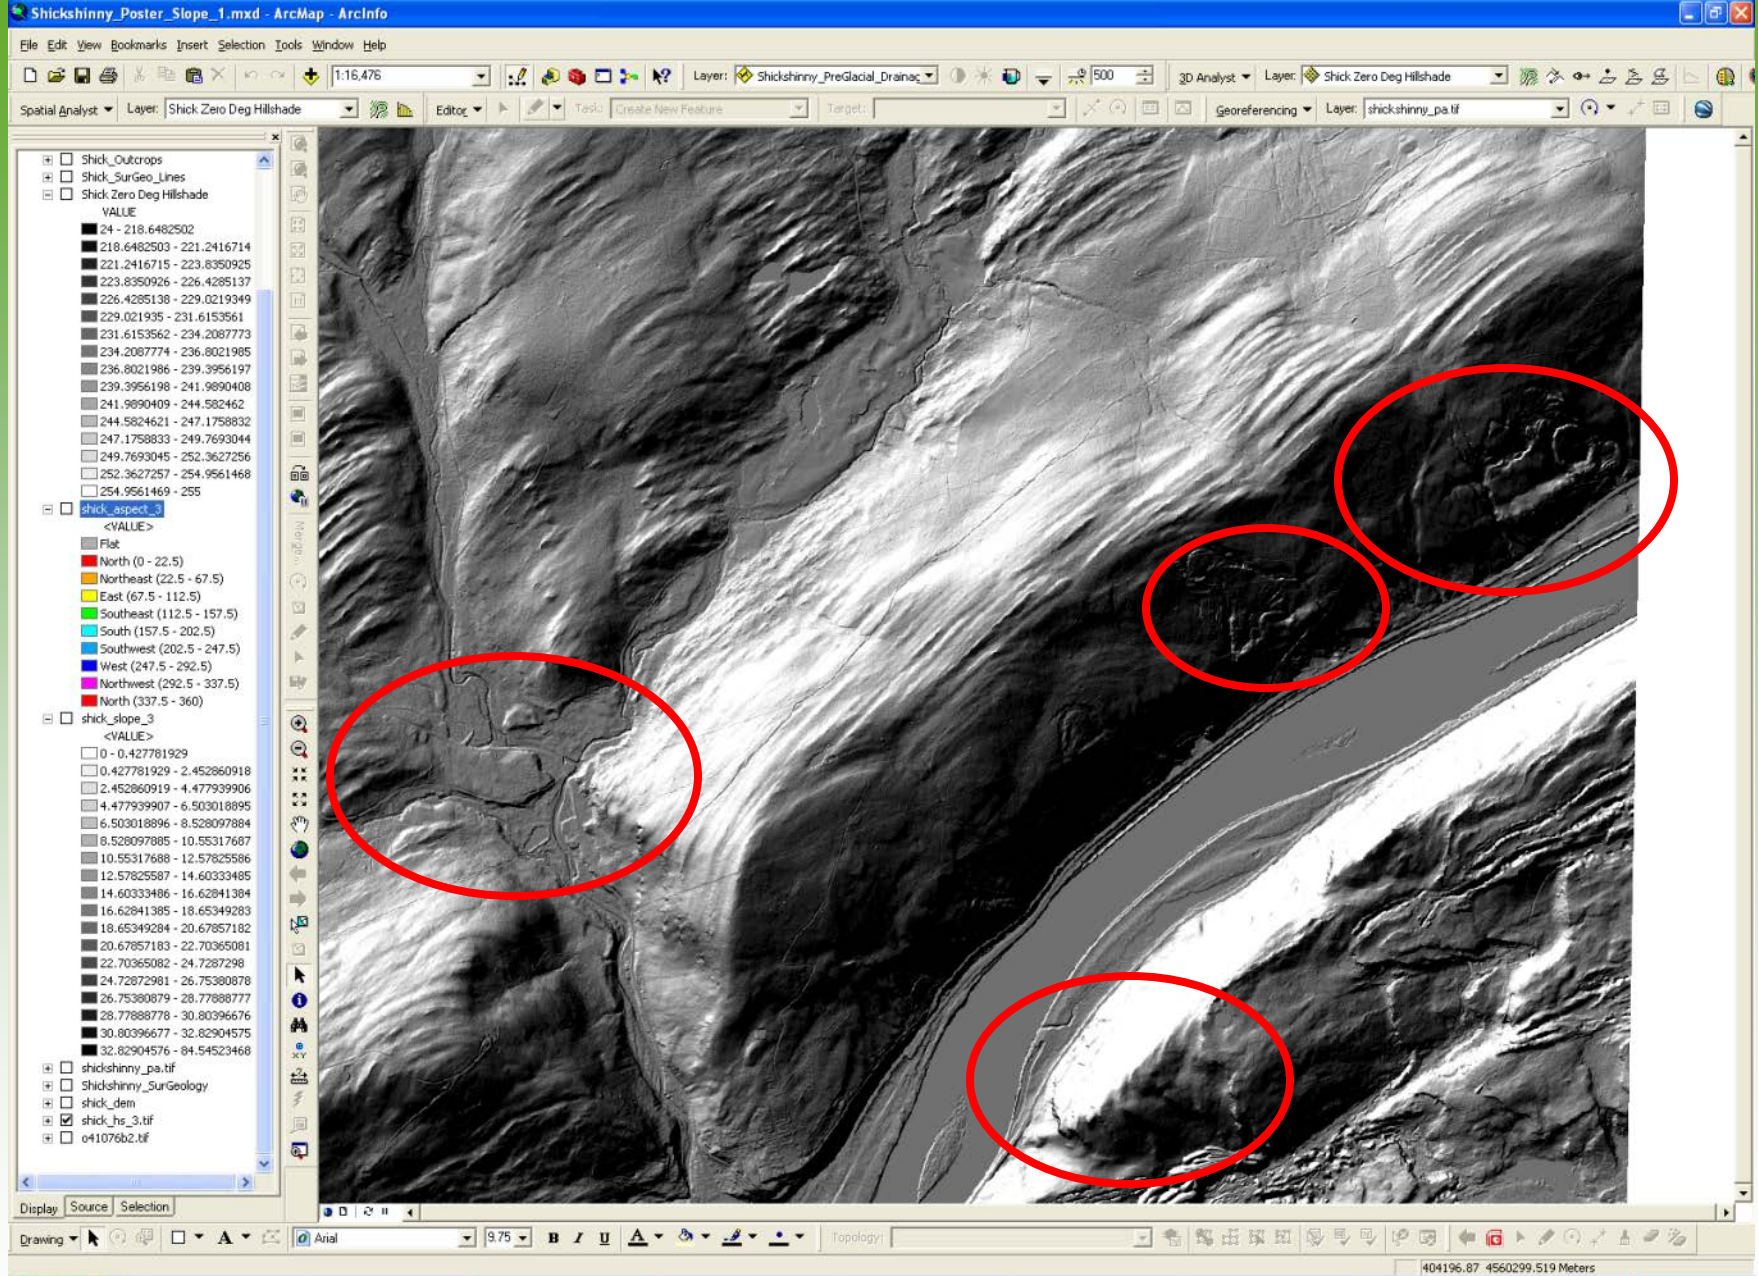 Shickshinny_Poster_Slope_1.mxd - ArcMap - ArcInfo
File Edit View Bookmarks Insert Selection Tools Window Help
1:16,476 Layer: Shickshinny_PreGlacial_Drainag 500 3D Analyst Layer: Shick Zero Deg Hillshade
Spatial Analyst Layer: Shick Zero Deg Hillshade Editor Task: Create New Feature Target: Georeferencing Layer: shickshinny_pa.tif
Shick_Outcrops
Shick_SurGeo_Lines
Shick Zero Deg Hillshade
VALUE
24 - 218.6482502
218.6482503 - 221.2416714
221.2416715 - 223.8350925
223.8350926 - 226.4285137
226.4285138 - 229.0219349
229.021935 - 231.6153561
231.6153562 - 234.2087773
234.2087774 - 236.8021985
236.8021986 - 239.3956197
239.3956198 - 241.9890408
241.9890409 - 244.582462
244.5824621 - 247.1758832
247.1758833 - 249.7693044
249.7693045 - 252.3627256
252.3627257 - 254.9561468
254.9561469 - 255
shick_aspect_3
<VALUE>
Flat
North (0 - 22.5)
Northeast (22.5 - 67.5)
East (67.5 - 112.5)
Southeast (112.5 - 157.5)
South (157.5 - 202.5)
Southwest (202.5 - 247.5)
West (247.5 - 292.5)
Northwest (292.5 - 337.5)
North (337.5 - 360)
shick_slope_3
<VALUE>
0 - 0.427781929
0.427781929 - 2.452860918
2.452860919 - 4.477939906
4.477939907 - 6.503018895
6.503018896 - 8.528097884
8.528097885 - 10.55317687
10.55317688 - 12.57825586
12.57825587 - 14.60333485
14.60333486 - 16.62841384
16.62841385 - 18.65349283
18.65349284 - 20.67857182
20.67857183 - 22.70365081
22.70365082 - 24.7287298
24.72872981 - 26.75380878
26.75380879 - 28.77888777
28.77888778 - 30.80396676
30.80396677 - 32.82904575
32.82904576 - 84.54523468
shickshinny_pa.tif
Shickshinny_SurGeology
shick_dem
shick_hs_3.tif
o41076b2.tif
Display Source Selection
Drawing A Arial 9.75 B I U A Topology:
404196.87 4560299.519 Meters